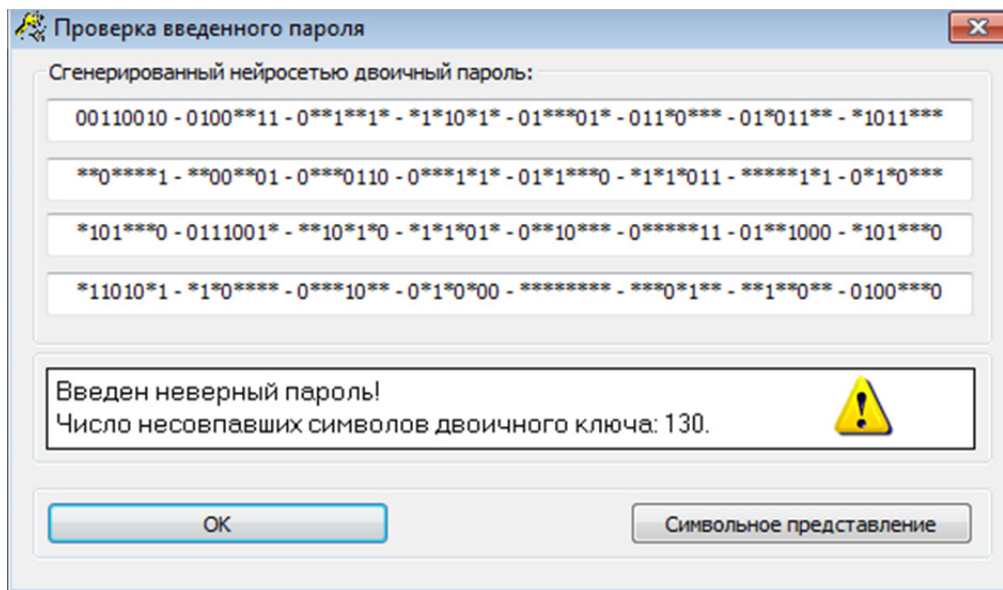 Проверка введенного пароля
Сгенерированный нейросетью двоичный пароль:
00110010 - 0100**11 - 0**1**1* - *1*10*1* - 01***01* - 011*0*** - 01*011** - *1011***
**0****1 - **00**01 - 0***0110 - 0***1*1* - 01*1***0 - *1*1*011 - *****1*1 - 0*1*0***
*101***0 - 0111001* - **10*1*0 - *1*1*01* - 0**10*** - 0*****11 - 01**1000 - *101***0
*11010*1 - *1*0**** - 0***10** - 0*1*0*00 - ******** - ***0*1** - **1**0** - 0100***0
Введен неверный пароль!
Число несовпавших символов двоичного ключа: 130.
OK
Символьное представление